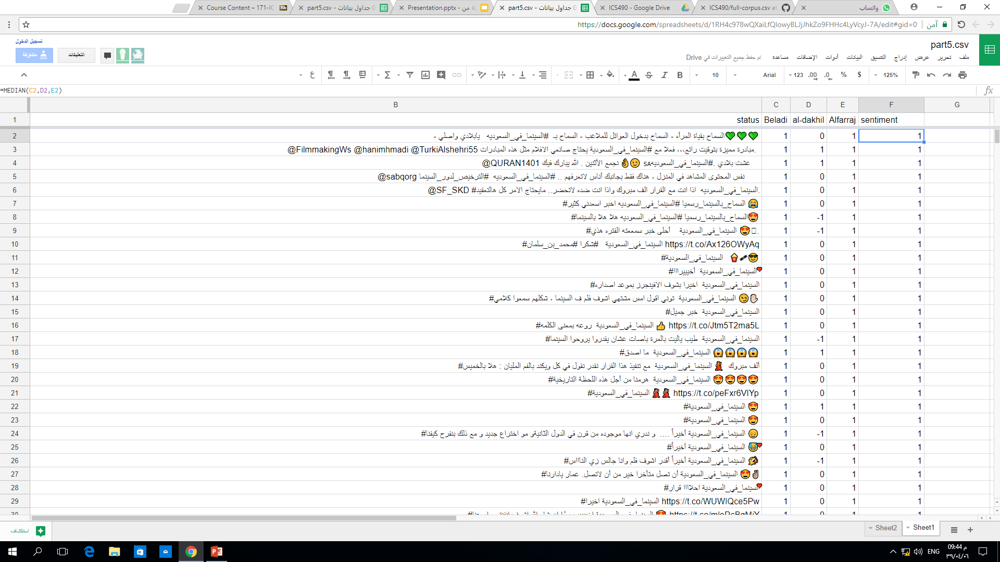 Course Content – 171-IC
part5.csv - جداول بيانات G
Presentation.pptx - ية من
part5.csv - جداول بيانات G
ICS490 - Google Drive
ICS490/full-corpus.csv at
واتساب
https://docs.google.com/spreadsheets/d/1RH4c978wQXaiLfQIowyBLJjJhkZo9FHHc4LyVcyJ-7A/edit#gid=0
آمن
تسجيل الدخول
part5.csv
مشاركة
التعليقات
ملف تحرير عرض إدراج التنسيق البيانات أدوات الإضافات مساعدة تم حفظ جميع التغييرات في Drive
10 Arial 123 .00 .0 % $ 125%
=MEDIAN(C2,D2,E2)
fx
B C D E F G
1 status Beladi al-dakhil Alfarraj sentiment
2 السماح بقياة المرأه - السماح بدخول العوائل للملاعب - السماح بـ #السينما_في_السعوديه يابلادي واصلي - 1 0 1 1
3 @FilmmakingWs @hanimhmadi @TurkiAlshehri55 مبادرة مميزة بتوقيت رائع،،، فعلا مع #السينما_في_السعودية يحتاج صانعي الافلام مثل هذه المبادرات. 1 1 1 1
4 @QURAN1401 عشت بلادي .#السينما_في_السعوديهSA نجمع الأثنين . الله يبارك فيك 1 1 1 1
5 @sabqorg نفس المحتوى المشاهد في المنزل ، هناك فقط بجانبك أناس لاتعرفهم .. #السينما_في_السعوديه #الترخيص_لدور_السينما 1 0 1 1
6 @SF_SKD #السينما_في_السعوديه اذا انت مع القرار الف مبروك واذا انت ضده لاتحضر.. مايحتاج الامر كل هالتعقيد. 1 0 1 1
7 #السماح_بالسينما_رسميا #السينما_في_السعوديه اخبر اسعدني كثير 1 0 1 1
8 #السماح_بالسينما_رسميا #السينما_في_السعوديه هلا هلا بالسينما 1 -1 1 1
9 #السينما_في_السعودية أحلى خبر سمعته الفتره هذي. 1 -1 1 1
10 #السينما_في_السعودية #شكرا #محمد_بن_سلمان https://t.co/Ax126OWyAq 1 0 1 1
11 #السينما_في_السعودية 1 0 1 1
12 #السينما_في_السعودية أخيييرااا 1 0 1 1
13 #السينما_في_السعودية اخيرا بشوف الافينجرز بموعد اصداره 1 0 1 1
14 #السينما_في_السعودية توني اقول امس مشتهي اشوف فلم ف السينما ، شكلهم سمعوا كلامي 1 0 1 1
15 #السينما_في_السعودية خبر جميل 1 0 1 1
16 #السينما_في_السعودية روعه بمعنى الكلمه https://t.co/Jtm5T2ma5L 1 0 1 1
17 #السينما_في_السعودية طيب ياليت بالمرة باصات عشان يقدروا يروحوا السينما 1 -1 1 1
18 #السينما_في_السعودية ما اصدق 1 1 1 1
19 #السينما_في_السعودية مع تنفيذ هذا القرار نقدر نقول في كل ويكند بالفم المليان : هلا بالخميس ألف مبروك 1 0 1 1
20 #السينما_في_السعودية هرمنا من أجل هذه اللحظة التاريخية 1 0 1 1
21 #السينما_في_السعودية https://t.co/peFxr6VlYp 1 0 1 1
22 #السينما_في_السعودية 1 1 1 1
23 #السينما_في_السعودية 1 0 1 1
24 #السينما_في_السعودية أخيراً .... و ندري انها موجوده من قرن في الدول الثانيةو مو اختراع جديد و مع ذلك بنفرح كيفنا 1 -1 1 1
25 #السينما_في_السعودية أخيراً 1 0 1 1
26 #السينما_في_السعودية أخيراً أقدر اشوف فلم وانا جالس زي النااااس 1 -1 1 1
27 #السينما_في_السعودية أن تصل متأخرا خير من أن لاتصل. عمار يادارنا 1 0 1 1
28 #السينما_في_السعودية احلاااا قرار 1 0 1 1
29 #السينما_في_السعودية اخيرا https://t.co/WUWIQce5Pw 1 0 1 1
30
استكشاف
Sheet2 Sheet1
ENG
09:44 م
٣٩/٠٤/٠٦